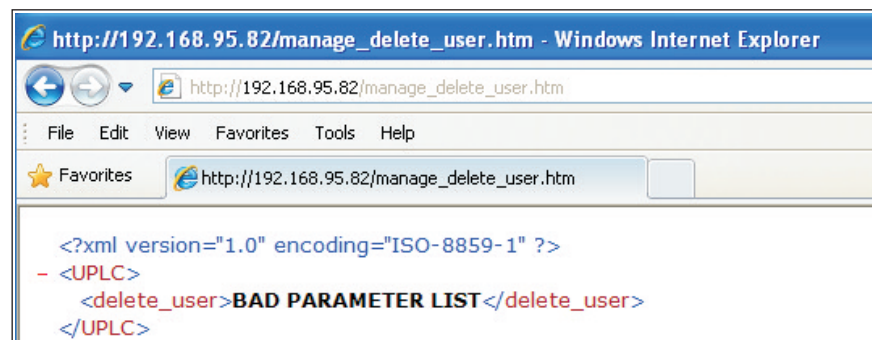 http://192.168.95.82/manage_delete_user.htm - Windows Internet Explorer
http://192.168.95.82/manage_delete_user.htm
File Edit View Favorites Tools Help
Favorites http://192.168.95.82/manage_delete_user.htm
<?xml version="1.0" encoding="ISO-8859-1" ?>
- <UPLC>
<delete_user>BAD PARAMETER LIST</delete_user>
</UPLC>